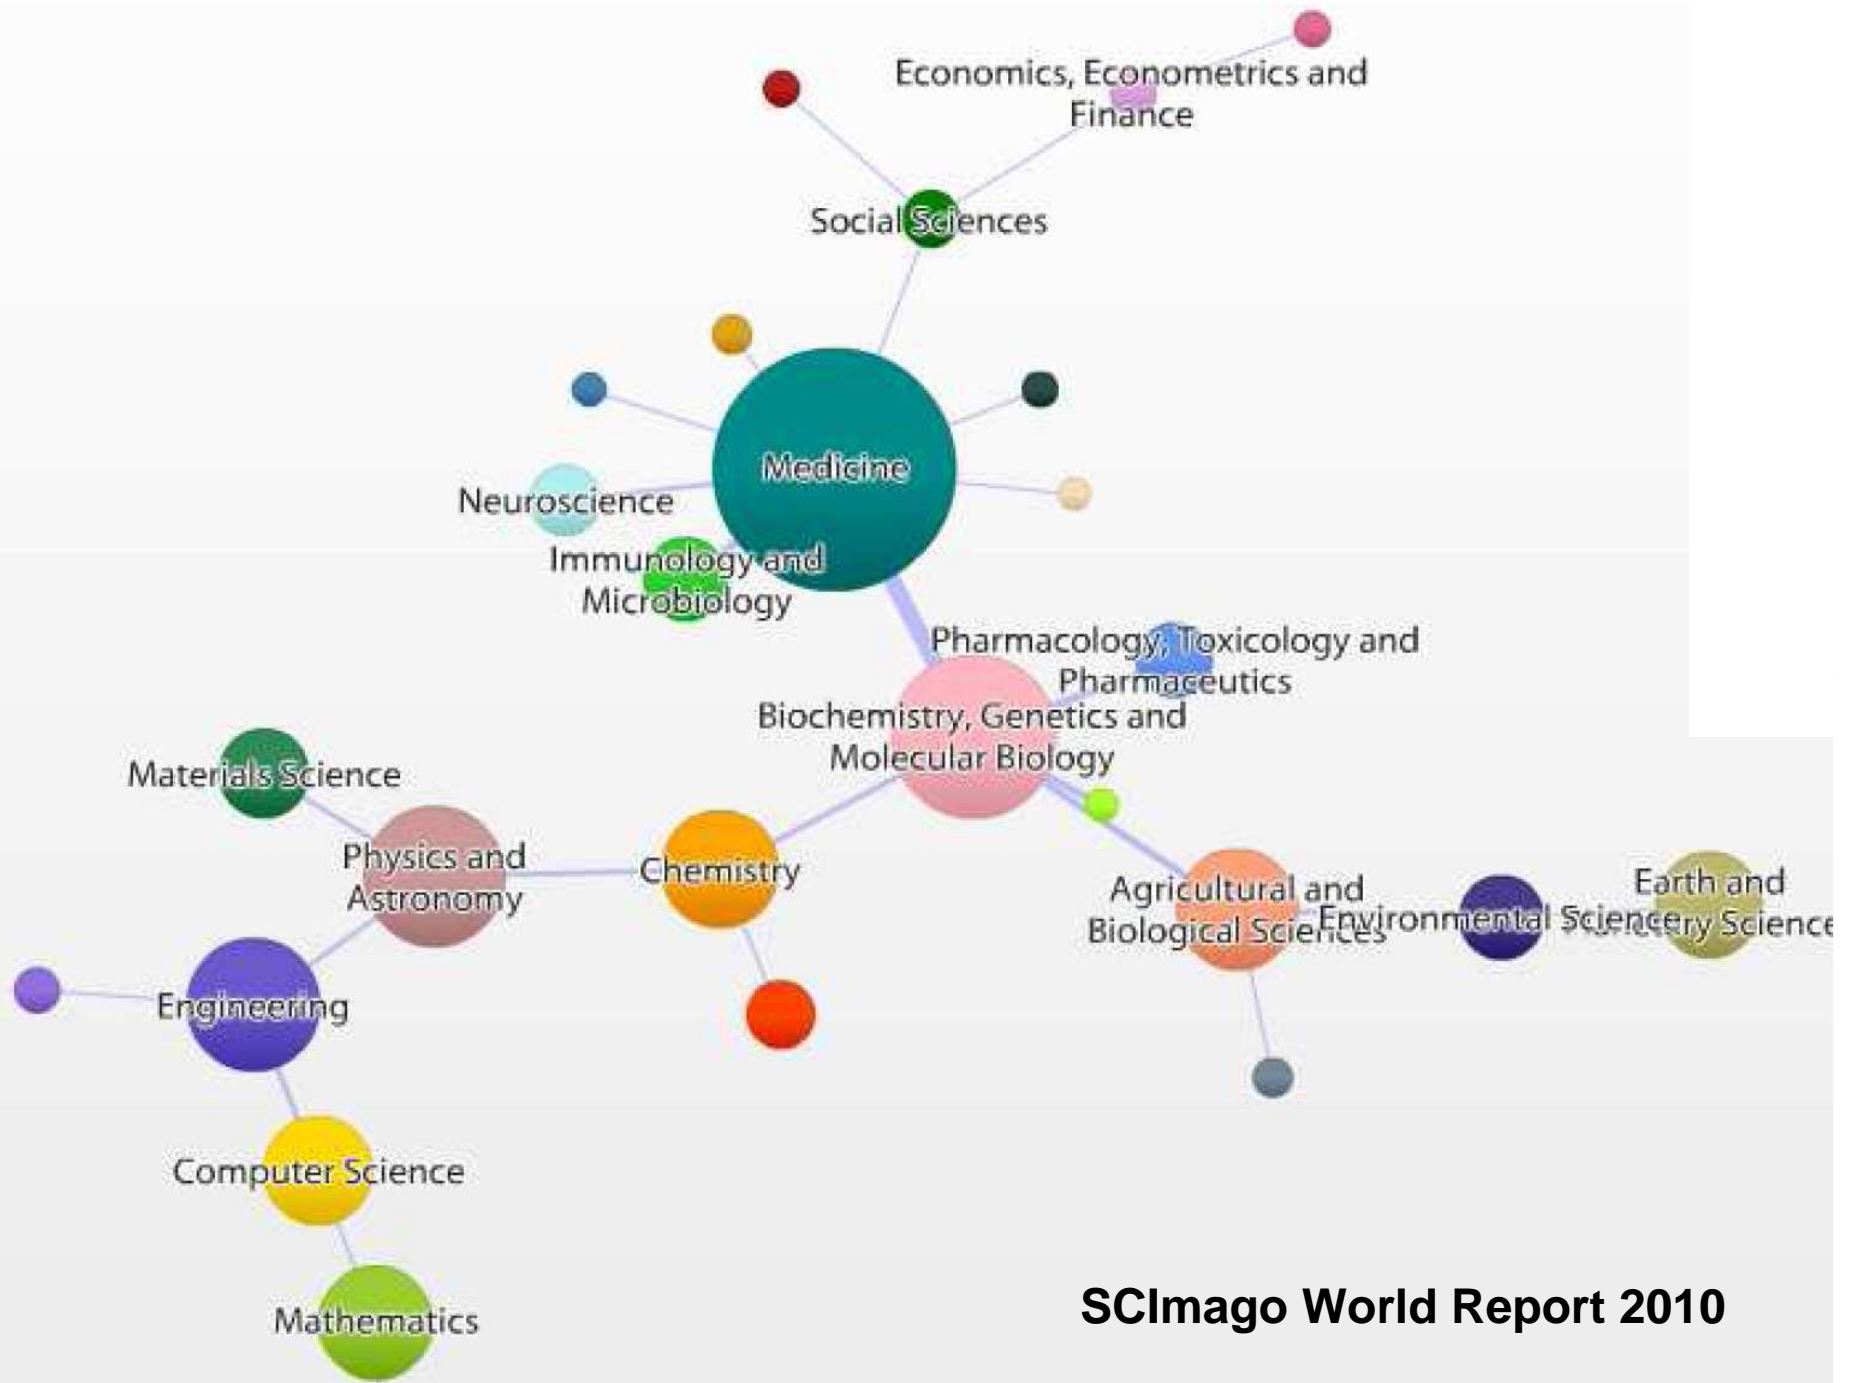 Economics, Econometrics and
Finance
Social Sciences
Medicine
Neuroscience
Immunology and
Microbiology
Pharmacology, Toxicology and
Pharmaceutics
Biochemistry, Genetics and
Molecular Biology
Materials Science
Physics and
Astronomy
Chemistry
Agricultural and
Biological Sciences
Environmental Science
Earth and
Science
Engineering
Computer Science
Mathematics
SCImago World Report 2010